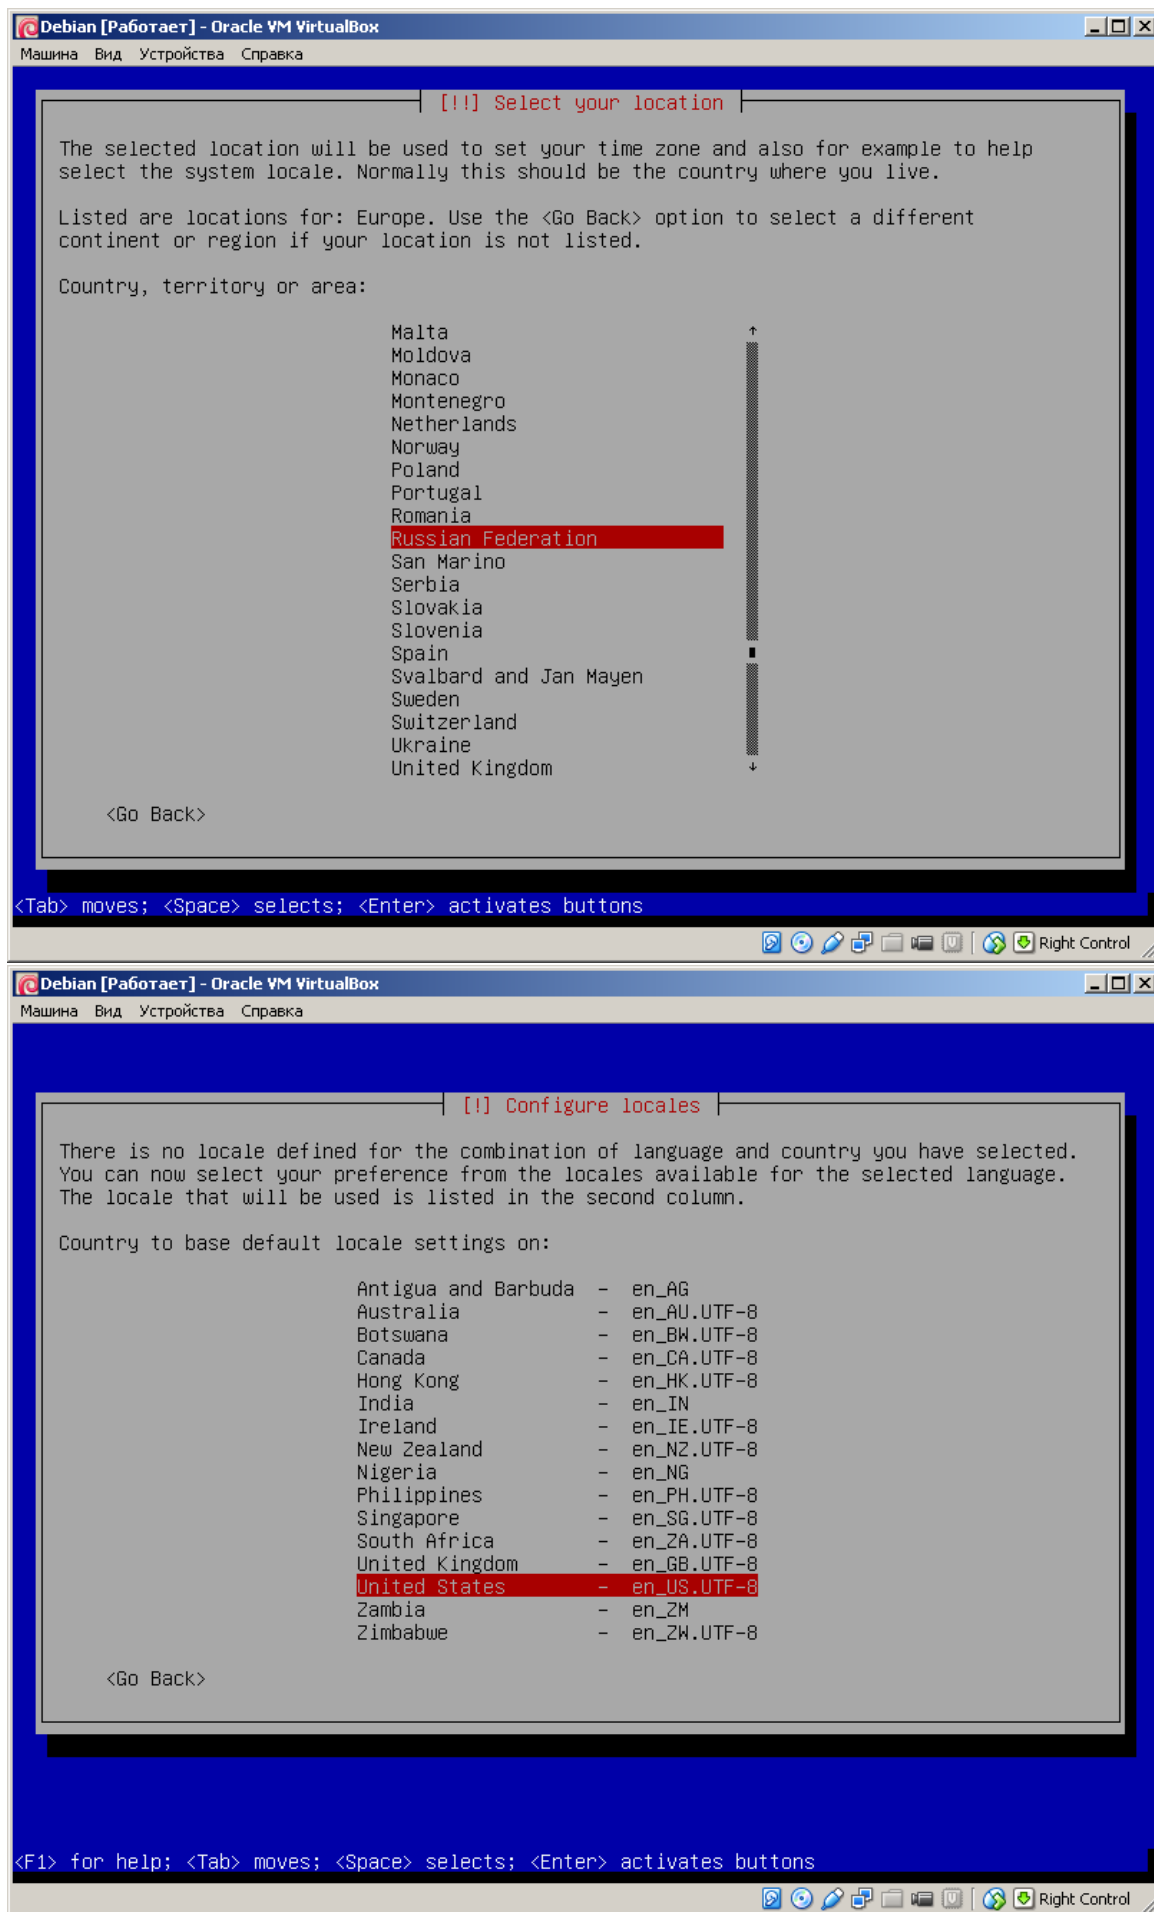 Debian [Работает] - Oracle VM VirtualBox
Машина Вид Устройства Справка
[!!] Select your location
The selected location will be used to set your time zone and also for example to help
select the system locale. Normally this should be the country where you live.
Listed are locations for: Europe. Use the <Go Back> option to select a different
continent or region if your location is not listed.
Country, territory or area:
Malta
Moldova
Monaco
Montenegro
Netherlands
Norway
Poland
Portugal
Romania
Russian Federation
San Marino
Serbia
Slovakia
Slovenia
Spain
Svalbard and Jan Mayen
Sweden
Switzerland
Ukraine
United Kingdom
<Go Back>
<Tab> moves; <Space> selects; <Enter> activates buttons
Right Control
Debian [Работает] - Oracle VM VirtualBox
Машина Вид Устройства Справка
[!] Configure locales
There is no locale defined for the combination of language and country you have selected.
You can now select your preference from the locales available for the selected language.
The locale that will be used is listed in the second column.
Country to base default locale settings on:
Antigua and Barbuda - en_AG
Australia - en_AU.UTF-8
Botswana - en_BW.UTF-8
Canada - en_CA.UTF-8
Hong Kong - en_HK.UTF-8
India - en_IN
Ireland - en_IE.UTF-8
New Zealand - en_NZ.UTF-8
Nigeria - en_NG
Philippines - en_PH.UTF-8
Singapore - en_SG.UTF-8
South Africa - en_ZA.UTF-8
United Kingdom - en_GB.UTF-8
United States - en_US.UTF-8
Zambia - en_ZM
Zimbabwe - en_ZW.UTF-8
<Go Back>
<F1> for help; <Tab> moves; <Space> selects; <Enter> activates buttons
Right Control